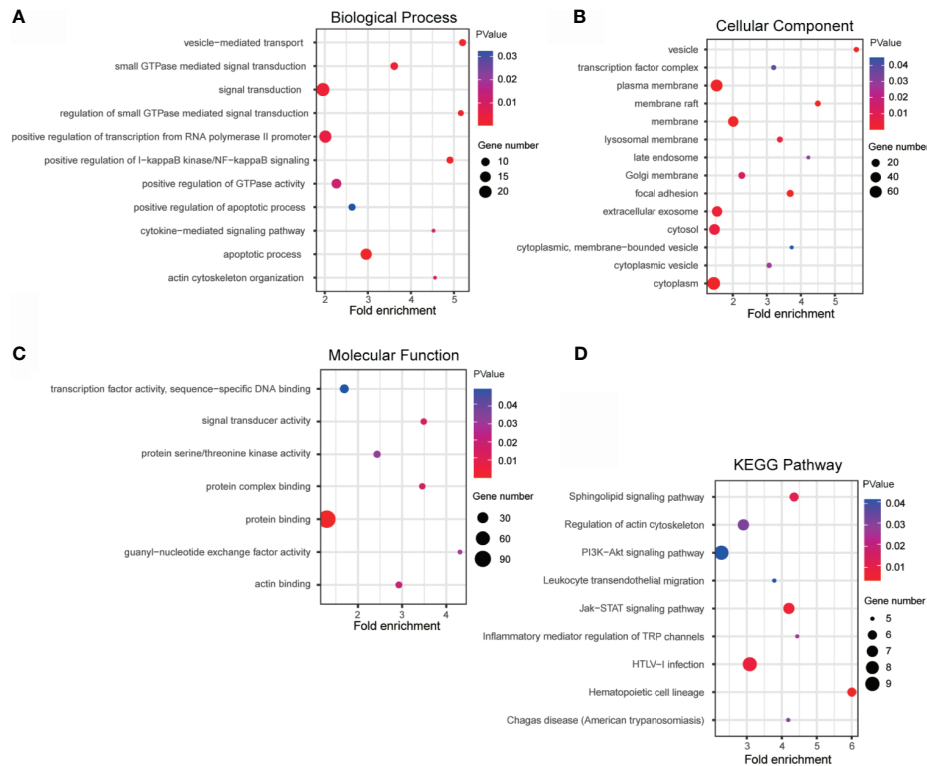 A
Biological Process
vesicle−mediated transport
small GTPase mediated signal transduction
signal transduction
regulation of small GTPase mediated signal transduction
positive regulation of transcription from RNA polymerase II promoter
positive regulation of I−kappaB kinase/NF−kappaB signaling
positive regulation of GTPase activity
positive regulation of apoptotic process
cytokine−mediated signaling pathway
apoptotic process
actin cytoskeleton organization
2 3 4 5
Fold enrichment
PValue
0.03
0.02
0.01
Gene number
10
15
20
B
Cellular Component
vesicle
transcription factor complex
plasma membrane
membrane raft
membrane
lysosomal membrane
late endosome
Golgi membrane
focal adhesion
extracellular exosome
cytosol
cytoplasmic, membrane−bounded vesicle
cytoplasmic vesicle
cytoplasm
2 3 4 5
Fold enrichment
PValue
0.04
0.03
0.02
0.01
Gene number
20
40
60
C
Molecular Function
transcription factor activity, sequence−specific DNA binding
signal transducer activity
protein serine/threonine kinase activity
protein complex binding
protein binding
guanyl−nucleotide exchange factor activity
actin binding
2 3 4
Fold enrichment
PValue
0.04
0.03
0.02
0.01
Gene number
30
60
90
D
KEGG Pathway
Sphingolipid signaling pathway
Regulation of actin cytoskeleton
PI3K−Akt signaling pathway
Leukocyte transendothelial migration
Jak−STAT signaling pathway
Inflammatory mediator regulation of TRP channels
HTLV−I infection
Hematopoietic cell lineage
Chagas disease (American trypanosomiasis)
3 4 5 6
Fold enrichment
PValue
0.04
0.03
0.02
0.01
Gene number
5
6
7
8
9